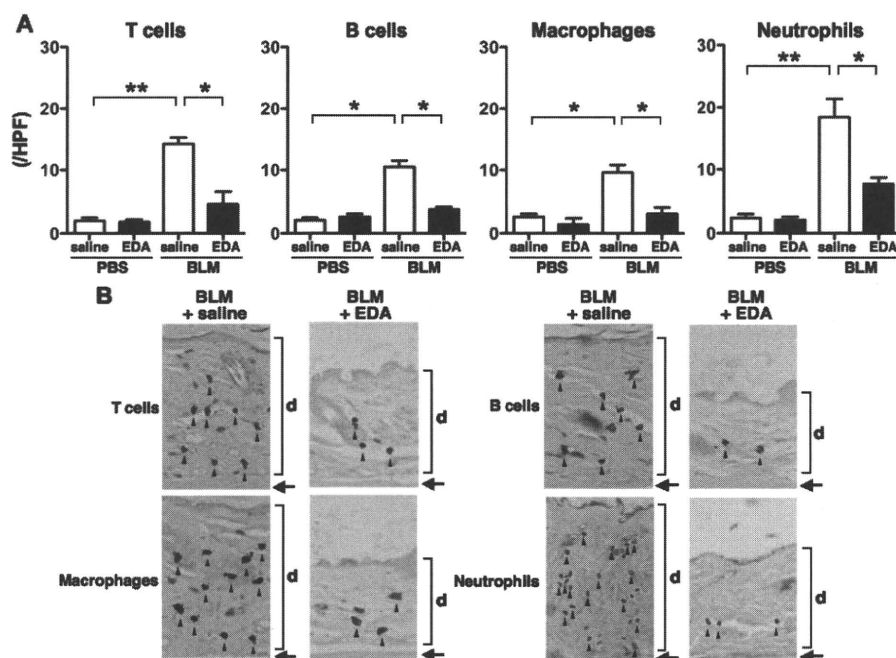 A
T cells
B cells
Macrophages
Neutrophils
(/HPF)
30
20
10
0
** *
saline EDA saline EDA
PBS BLM
30
20
10
0
* *
saline EDA saline EDA
PBS BLM
30
20
10
0
* *
saline EDA saline EDA
PBS BLM
30
20
10
0
** *
saline EDA saline EDA
PBS BLM
B
BLM + saline
BLM + EDA
BLM + saline
BLM + EDA
T cells
d
d
B cells
d
d
Macrophages
d
d
Neutrophils
d
d